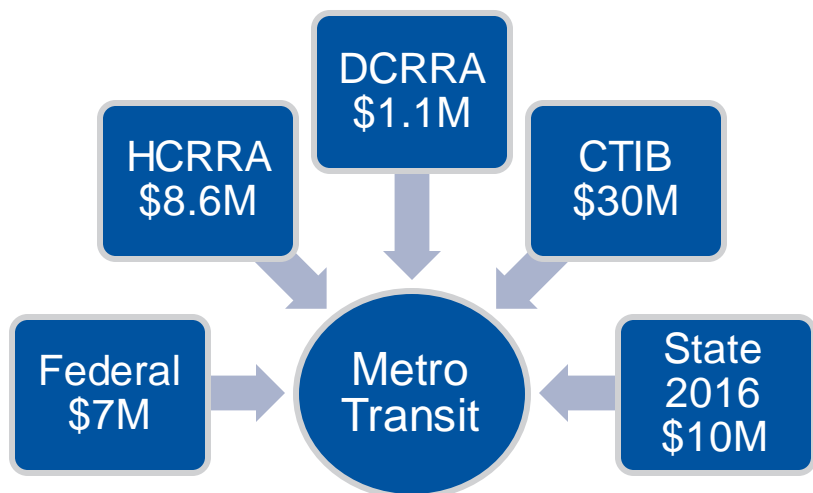 DCRRA
$1.1M
HCRRA
$8.6M
CTIB
$30M
Federal
$7M
Metro
Transit
State
2016
$10M